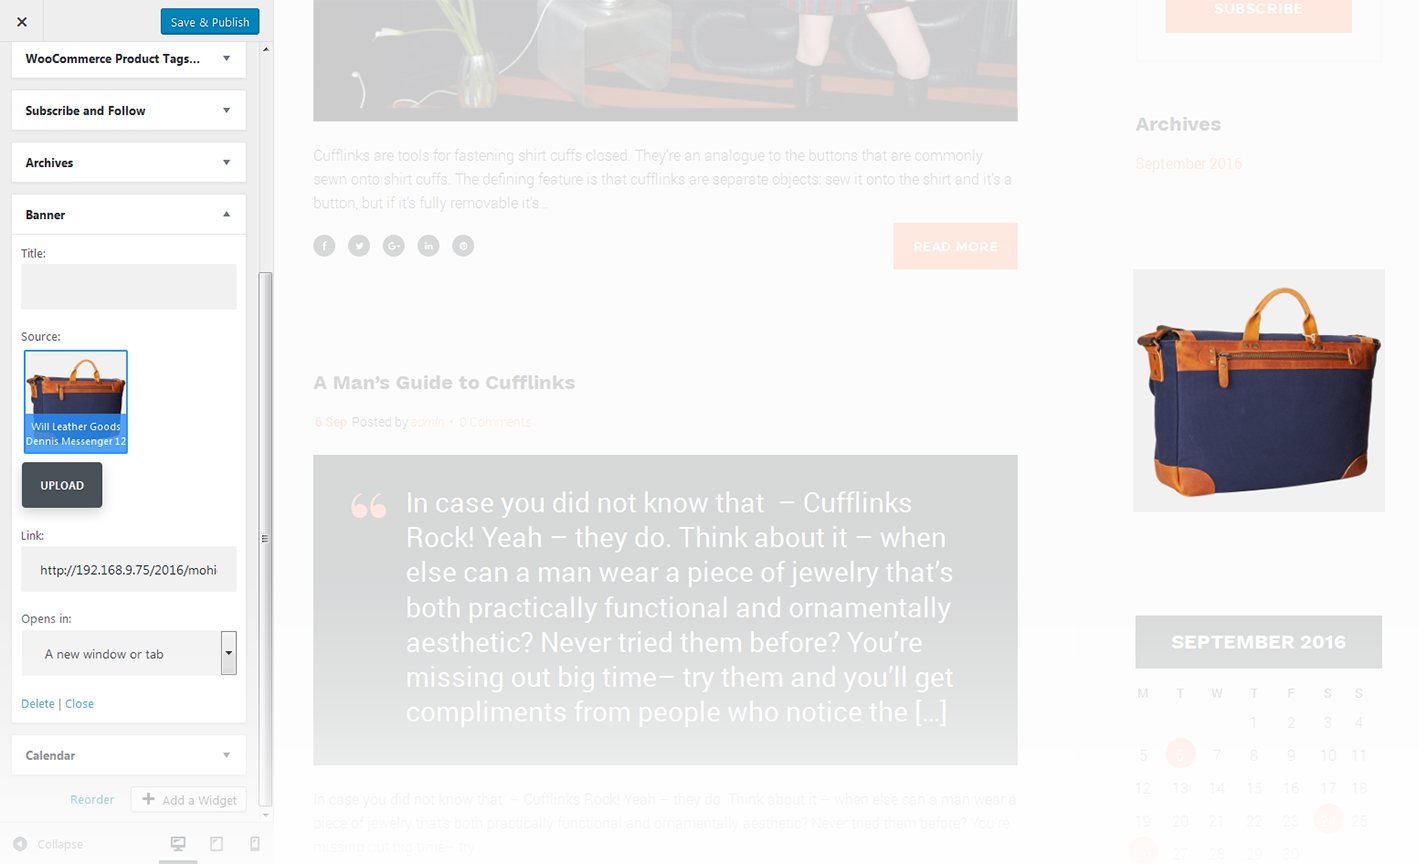 Save & Publish
WooCommerce Product Tags...
Subscribe and Follow
Archives
Banner
Title:
Source:
Will Leather Goods
Dennis Messenger 12
UPLOAD
Link:
http://192.168.9.75/2016/mohi
Opens in:
A new window or tab
Delete | Close
Calendar
Reorder
Add a Widget
Collapse
Cufflinks are tools for fastening shirt cuffs closed. They're an analogue to the buttons that are commonly
sewn onto shirt cuffs. The defining feature is that cufflinks are separate objects: sew it onto the shirt and it's a
button, but if it's fully removable it's...
READ MORE
A Man's Guide to Cufflinks
6 Sep Posted by admin • 0 Comments
In case you did not know that – Cufflinks
Rock! Yeah – they do. Think about it – when
else can a man wear a piece of jewelry that's
both practically functional and ornamentally
aesthetic? Never tried them before? You're
missing out big time– try them and you'll get
compliments from people who notice the [...]
In case you did not know that – Cufflinks Rock! Yeah – they do. Think about it – when else can a man wear a
piece of jewelry that's both practically functional and ornamentally aesthetic? Never tried them before? You're
missing out big time– try
SUBSCRIBE
Archives
September 2016
SEPTEMBER 2016
M T W T F S S
1 2 3 4
5 6 7 8 9 10 11
12 13 14 15 16 17 18
19 20 21 22 23 24 25
26 27 28 29 30